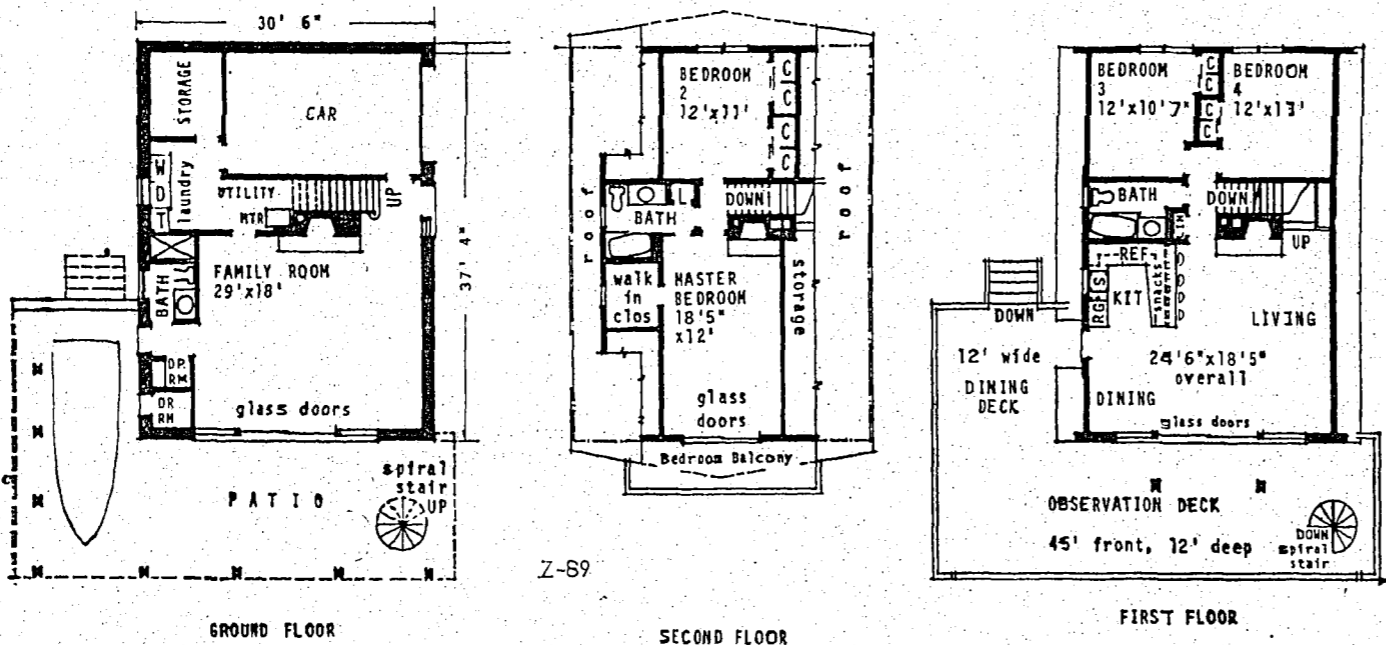 30' 6"
STORAGE
CAR
W
D
T
laundry
UTILITY
MTR
UP
37' 4"
FAMILY ROOM
29'x18'
BATH
DR.
RM
DR
RM
glass doors
PATIO
spiral
stair
UP
GROUND FLOOR
BEDROOM
2
12'x11'
C
C
C
C
roof
roof
L
DOWN
BATH
walk
in
clos
MASTER
BEDROOM
18'5"
x12'
storage
glass
doors
Bedroom Balcony
Z-89
SECOND FLOOR
BEDROOM
3
12'x10'7"
C
C
C
C
BEDROOM
4
12'x13'
BATH
LIN
DOWN
UP
REF
S
RG
KIT
snacks
LIVING
24'6"x18'5"
overall
DINING
glass doors
DOWN
12' wide
DINING
DECK
OBSERVATION DECK
45' front, 12' deep
DOWN
spiral
stair
FIRST FLOOR